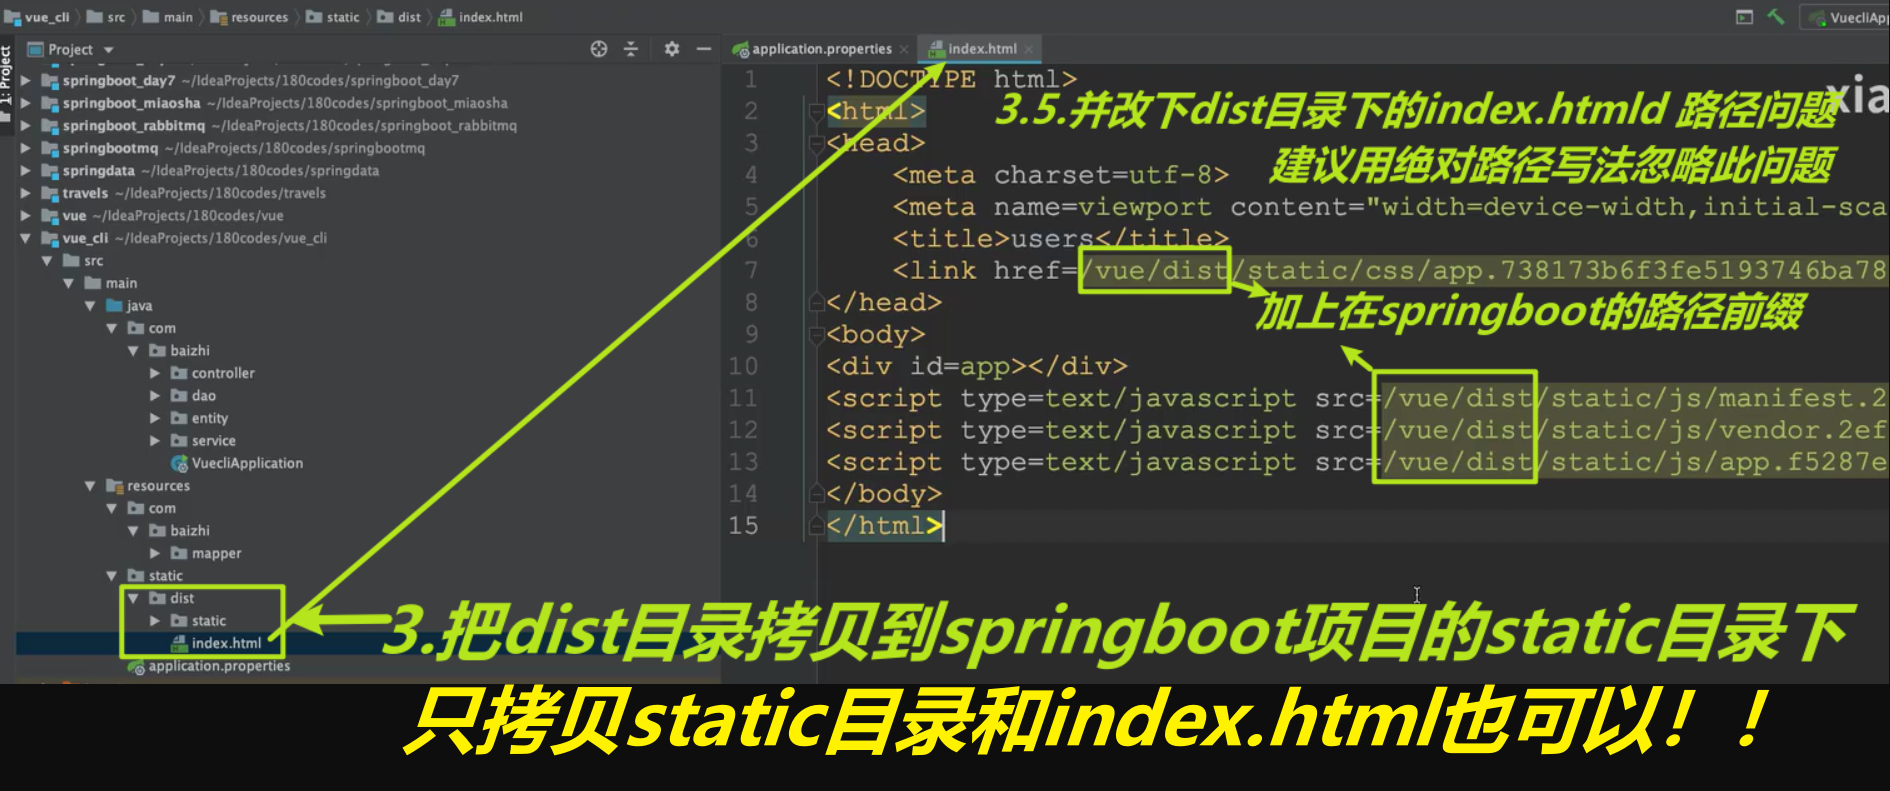 vue_cli src main resources static dist index.html
VuecliApp
1: Project
Project
springboot_day7 ~/IdeaProjects/180codes/springboot_day7
springboot_miaosha ~/IdeaProjects/180codes/springboot_miaosha
springboot_rabbitmq ~/IdeaProjects/180codes/springboot_rabbitmq
springbootmq ~/IdeaProjects/180codes/springbootmq
springdata ~/IdeaProjects/180codes/springdata
travels ~/IdeaProjects/180codes/travels
vue ~/IdeaProjects/180codes/vue
vue_cli ~/IdeaProjects/180codes/vue_cli
src
main
java
com
baizhi
controller
dao
entity
service
VuecliApplication
resources
com
baizhi
mapper
static
dist
static
index.html
application.properties
application.properties index.html
1 <!DOCTYPE html>
2 <html>
3 <head>
4 <meta charset=utf-8>
5 <meta name=viewport content="width=device-width,initial-sca
6 <title>users</title>
7 <link href=/vue/dist/static/css/app.738173b6f3fe5193746ba78
8 </head>
9 <body>
10 <div id=app></div>
11 <script type=text/javascript src=/vue/dist/static/js/manifest.2
12 <script type=text/javascript src=/vue/dist/static/js/vendor.2ef
13 <script type=text/javascript src=/vue/dist/static/js/app.f5287e
14 </body>
15 </html>
xia
3.5.并改下dist目录下的index.htmld 路径问题
建议用绝对路径写法忽略此问题
加上在springboot的路径前缀
3.把dist目录拷贝到springboot项目的static目录下
只拷贝static目录和index.html也可以！！